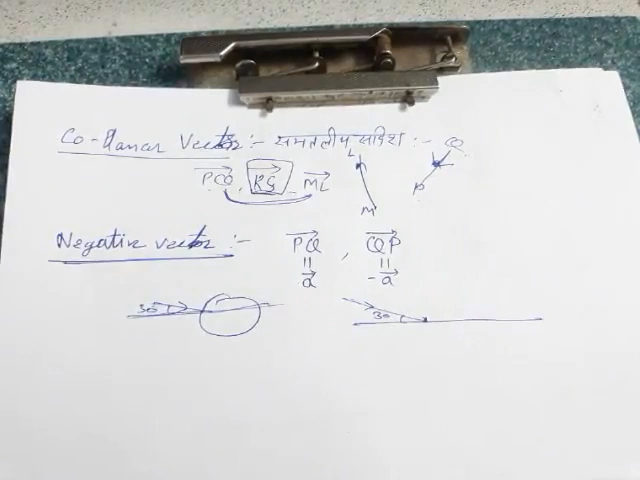 Co-Planar Vector:- समतलीय सदिश :-
L Q
PQ, RS, ML
P
M
Negative vector:- PQ, QP
= =
a -a
30 30